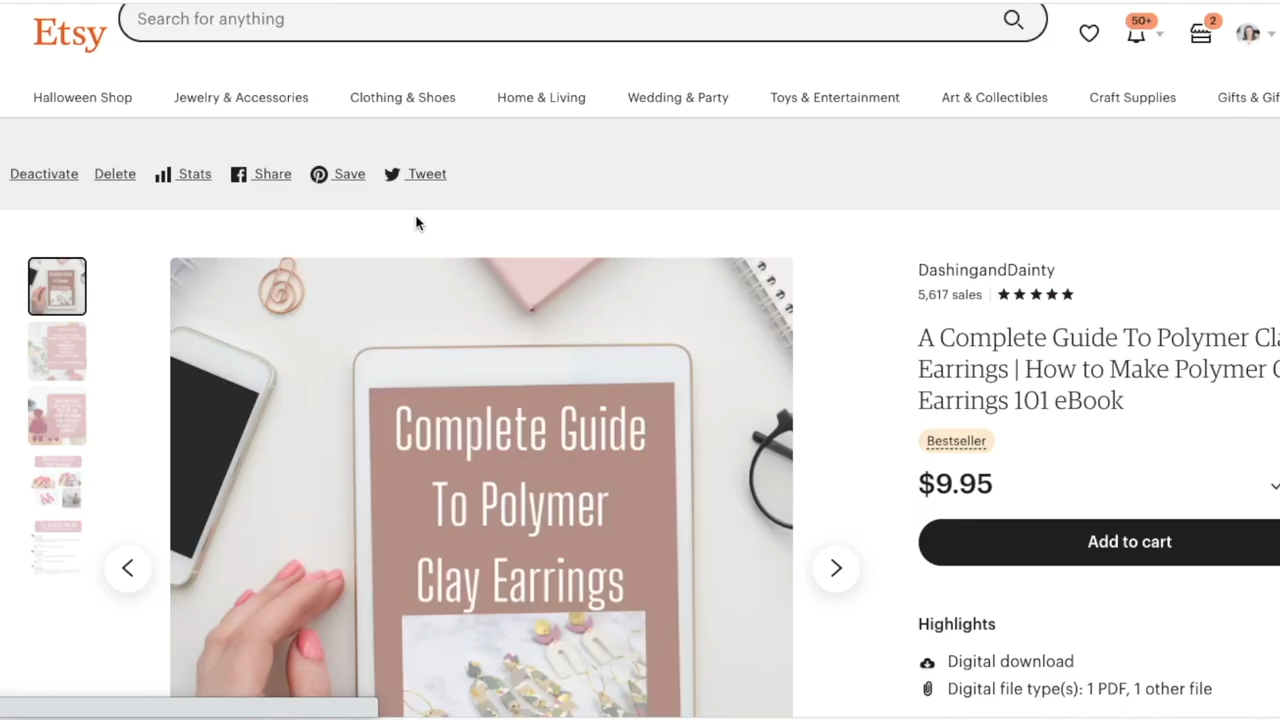 Etsy
Search for anything
50+
2
Halloween Shop Jewelry & Accessories Clothing & Shoes Home & Living Wedding & Party Toys & Entertainment Art & Collectibles Craft Supplies Gifts & Gif
Deactivate Delete Stats Share Save Tweet
DashingandDainty
5,617 sales
A Complete Guide To Polymer Cla
Earrings | How to Make Polymer C
Earrings 101 eBook
Bestseller
$9.95
Add to cart
Highlights
Digital download
Digital file type(s): 1 PDF, 1 other file
Complete Guide
To Polymer
Clay Earrings